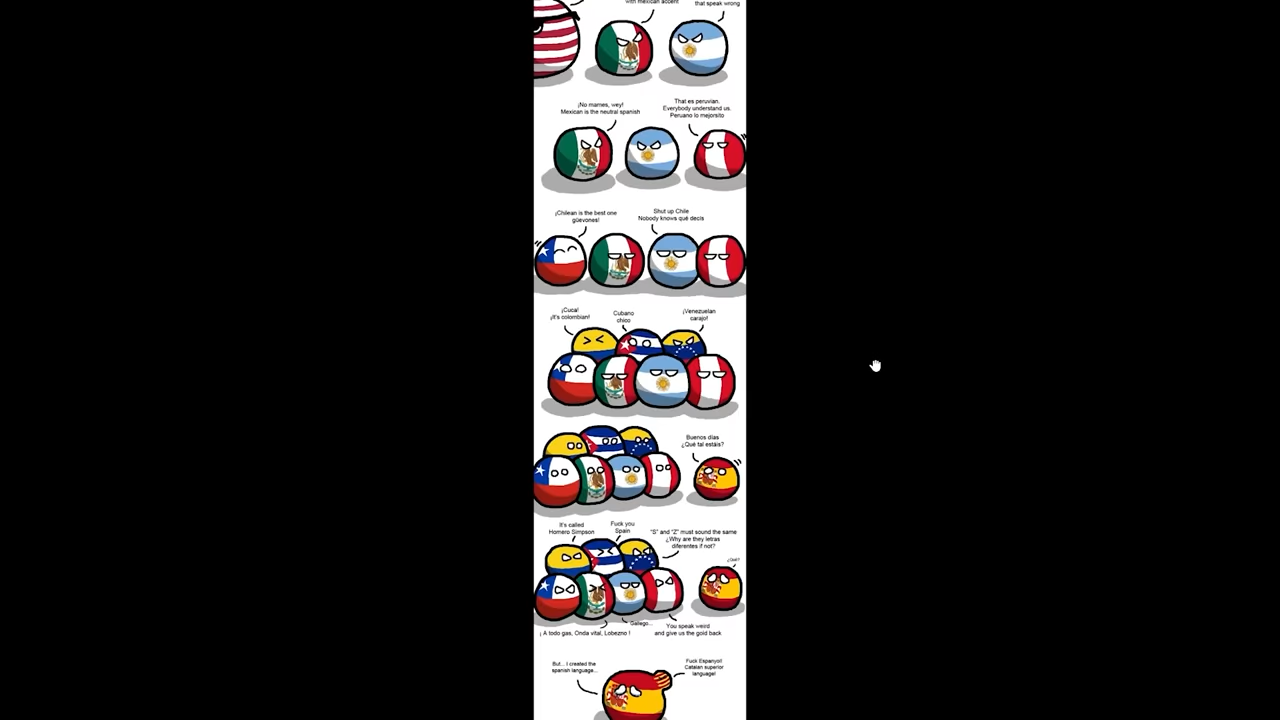 with mexican accent
that speak wrong
¡No mames, wey!
Mexican is the neutral spanish
That es peruvian.
Everybody understand us.
Peruano lo mejorsito
¡Chilean is the best one
güevones!
Shut up Chile
Nobody knows qué decís
¡Cuca!
¡It's colombian!
Cubano
chico
¡Venezuelan
carajo!
Buenos días
¿Qué tal estáis?
It's called
Homero Simpson
Fuck you
Spain
"S" and "Z" must sound the same
¿Why are they letras
diferentes if not?
¿Qué?
Gallego...
¡ A todo gas, Onda vital, Lobezno !
You speak weird
and give us the gold back
But... I created the
spanish language...
Fuck Espanyol!
Catalan superior
language!